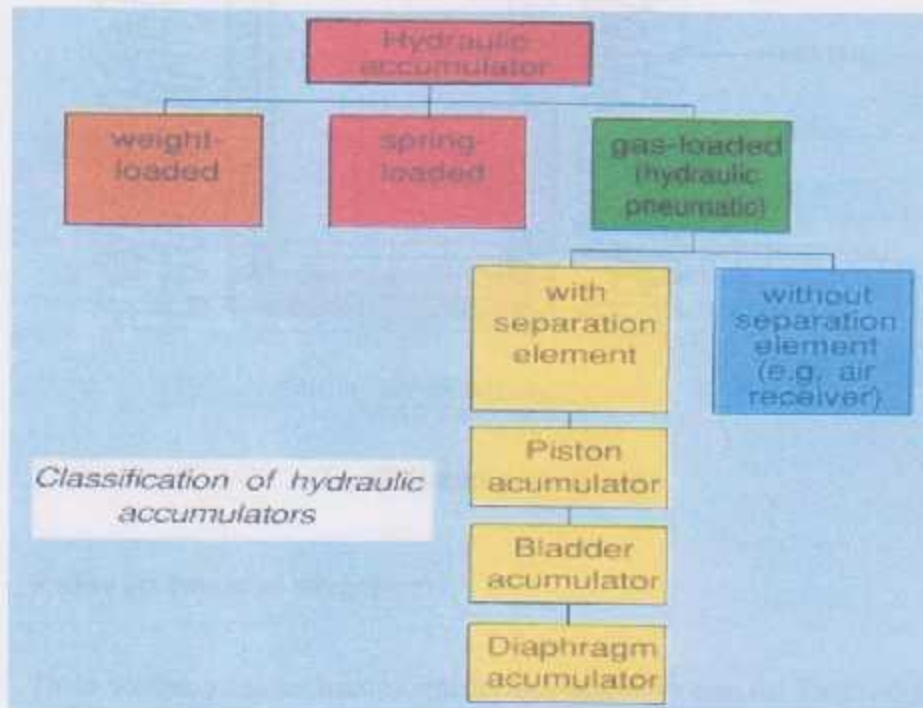 Hydraulic
accumulator
weight-
loaded
spring-
loaded
gas-loaded
(hydraulic
pneumatic)
with
separation
element
without
separation
element
(e.g. air
receiver)
Piston
acumulator
Classification of hydraulic
accumulators
Bladder
acumulator
Diaphragm
acumulator